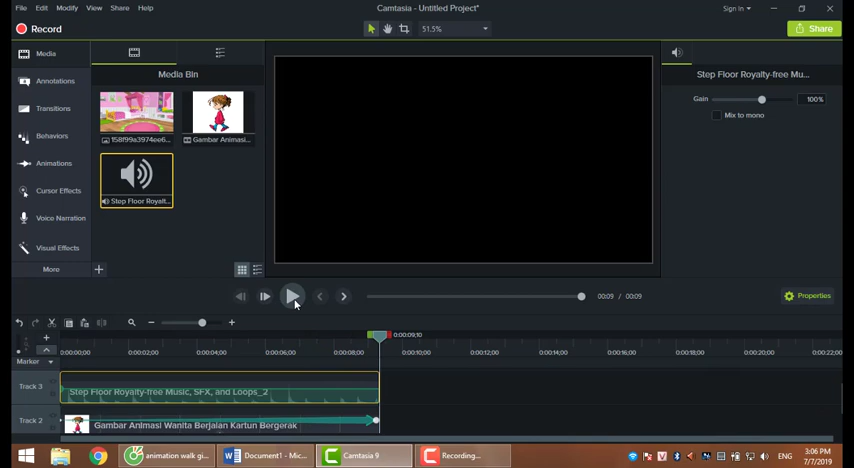 File Edit Modify View Share Help
Camtasia - Untitled Project*
Sign in
Record
51.5%
Share
Media
Annotations
Transitions
Behaviors
Animations
Cursor Effects
Voice Narration
Visual Effects
More
Media Bin
158f99a3974ee6...
Gambar Animasi...
Step Floor Royalt...
Step Floor Royalty-free Mu...
Gain 100%
Mix to mono
00:09 / 00:09
Properties
0:00:09;10
0:00:00;00 0:00:02;00 0:00:04;00 0:00:06;00 0:00:08;00 0:00:10;00 0:00:12;00 0:00:14;00 0:00:16;00 0:00:18;00 0:00:20;00 0:00:22;00
Marker
Track 3
Step Floor Royalty-free Music, SFX, and Loops_2
Track 2
Gambar Animasi Wanita Berjalan Kartun Bergerak
animation walk gi...
Document1 - Mic...
Camtasia 9
Recording...
ENG
3:06 PM
7/7/2019